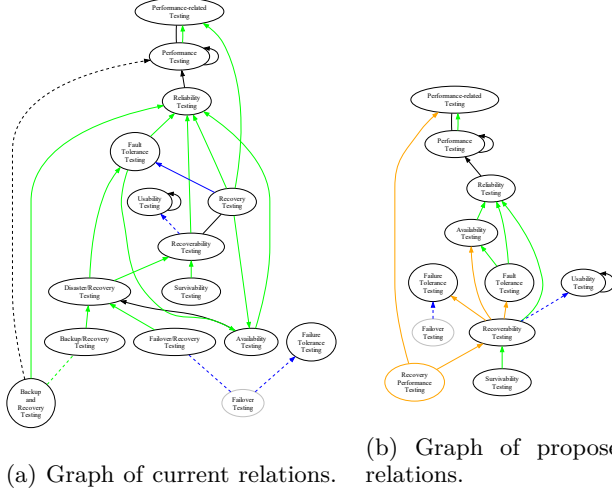 Performance-related
Testing
Performance
Testing
Reliability
Testing
Fault
Tolerance
Testing
Usability
Testing
Recovery
Testing
Recoverability
Testing
Disaster/Recovery
Testing
Survivability
Testing
Backup/Recovery
Testing
Failover/Recovery
Testing
Availability
Testing
Failure
Tolerance
Testing
Backup
and
Recovery
Testing
Failover
Testing
(a) Graph of current relations.
Performance-related
Testing
Performance
Testing
Reliability
Testing
Availability
Testing
Failure
Tolerance
Testing
Fault
Tolerance
Testing
Usability
Testing
Failover
Testing
Recoverability
Testing
Recovery
Performance
Testing
Survivability
Testing
(b) Graph of propose
relations.